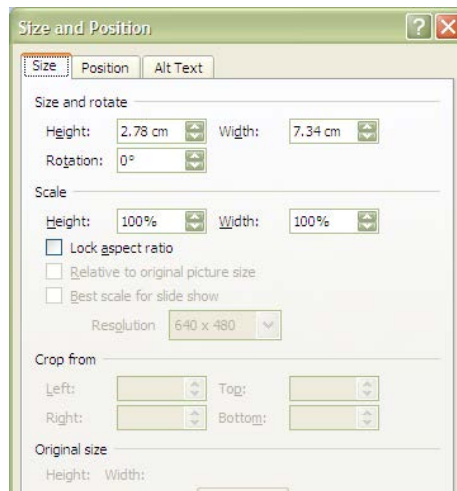 Size and Position
Size Position Alt Text
Size and rotate
Height: 2.78 cm Width: 7.34 cm
Rotation: 0°
Scale
Height: 100% Width: 100%
Lock aspect ratio
Relative to original picture size
Best scale for slide show
Resolution 640 x 480
Crop from
Left: Top:
Right: Bottom:
Original size
Height: Width: